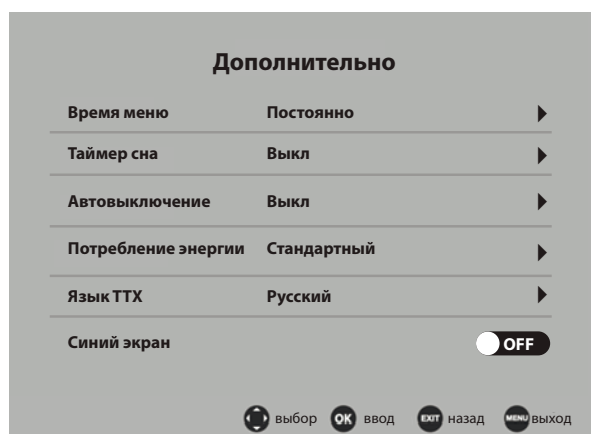 Дополнительно
Время меню Постоянно
Таймер сна Выкл
Автовыключение Выкл
Потребление энергии Стандартный
Язык TTX Русский
Синий экран OFF
выбор OK ввод EXIT назад MENU выход